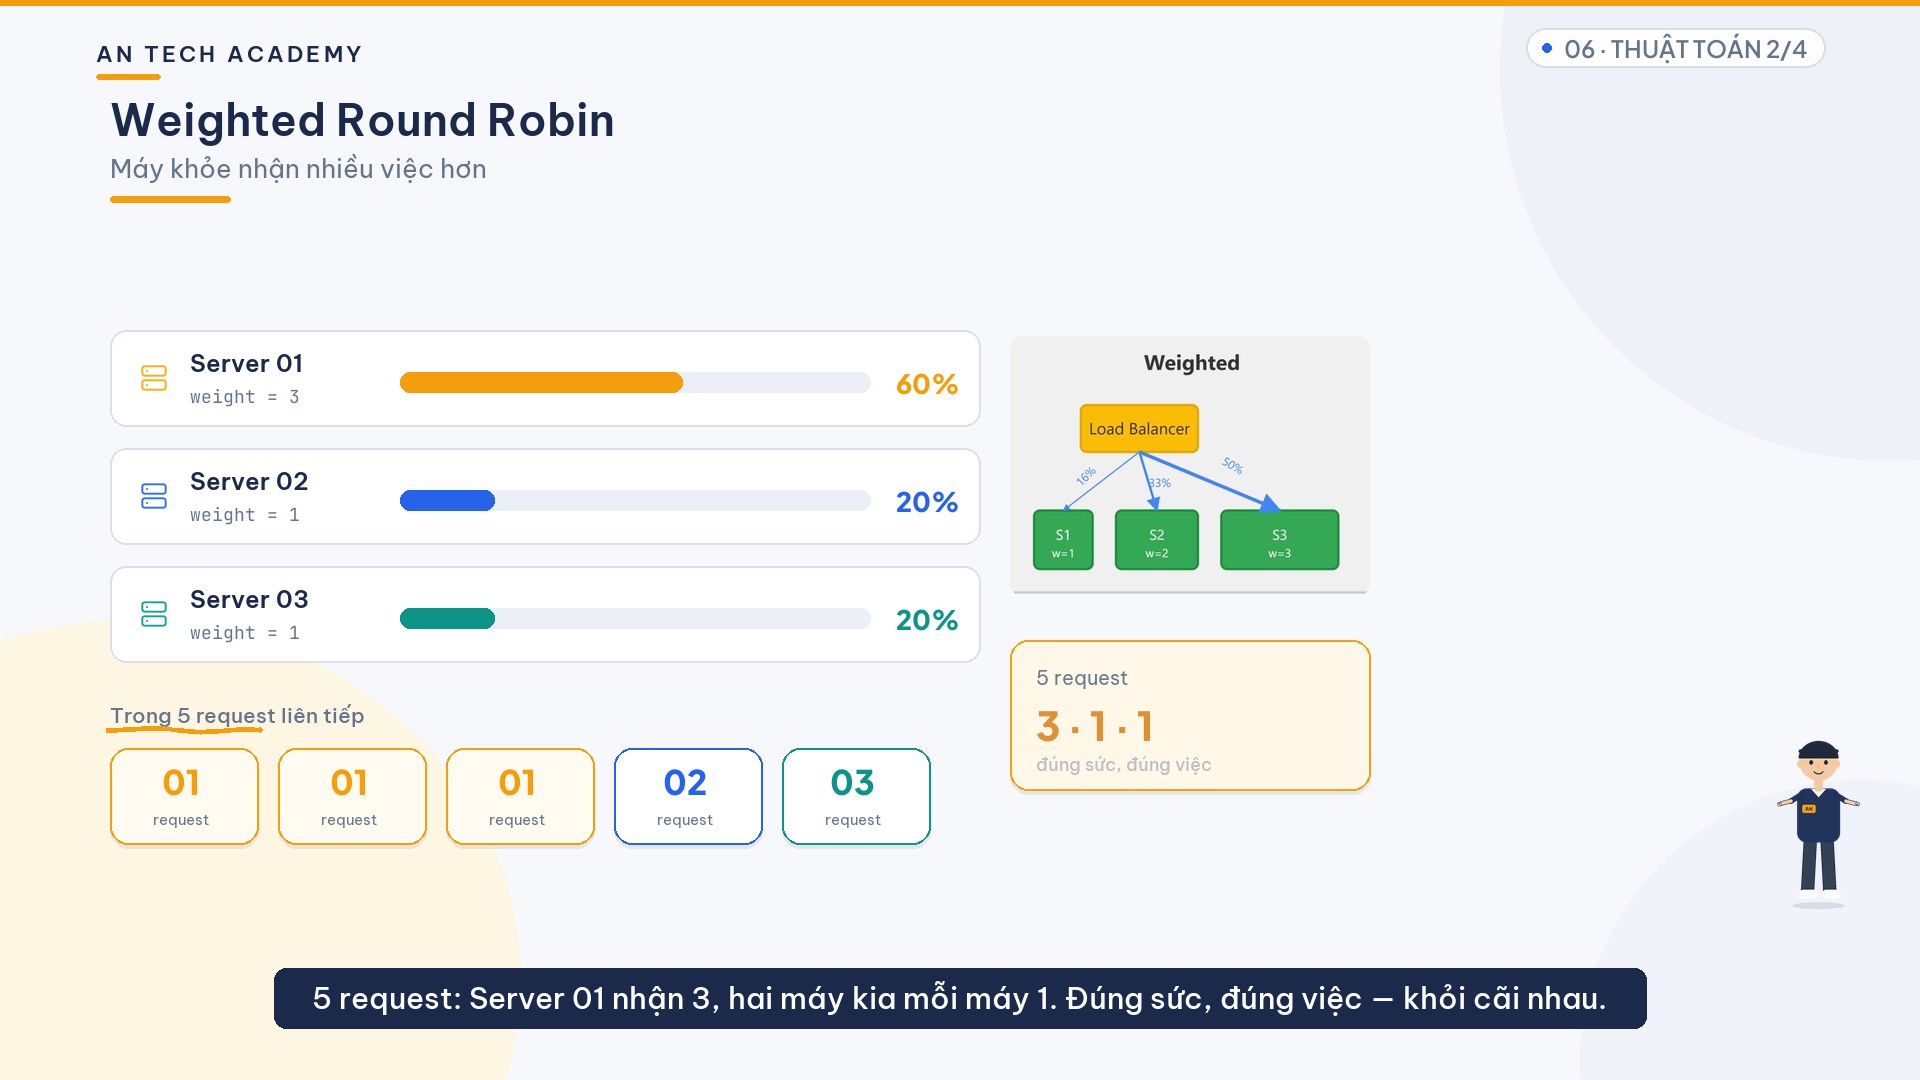 AN TECH ACADEMY
06 · THUẬT TOÁN 2/4
Weighted Round Robin
Máy khỏe nhận nhiều việc hơn
Server 01
weight = 3
60%
Server 02
weight = 1
20%
Server 03
weight = 1
20%
Weighted
Load Balancer
16%
33%
50%
S1
w=1
S2
w=2
S3
w=3
Trong 5 request liên tiếp
01
request
01
request
01
request
02
request
03
request
5 request
3 · 1 · 1
đúng sức, đúng việc
AN
5 request: Server 01 nhận 3, hai máy kia mỗi máy 1. Đúng sức, đúng việc — khỏi cãi nhau.